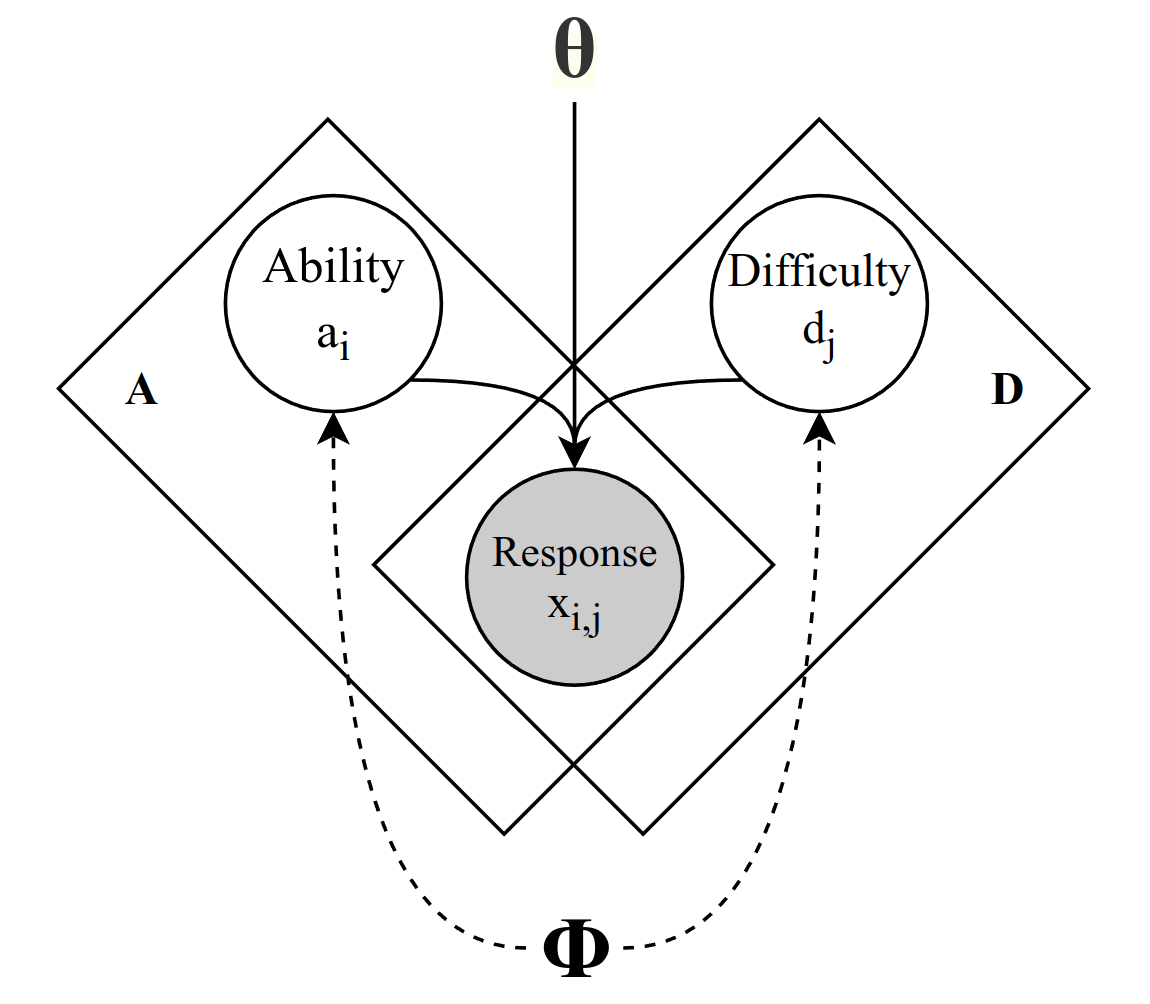 θ
Ability
a_i
Difficulty
d_j
A
D
Response
x_i,j
Φ